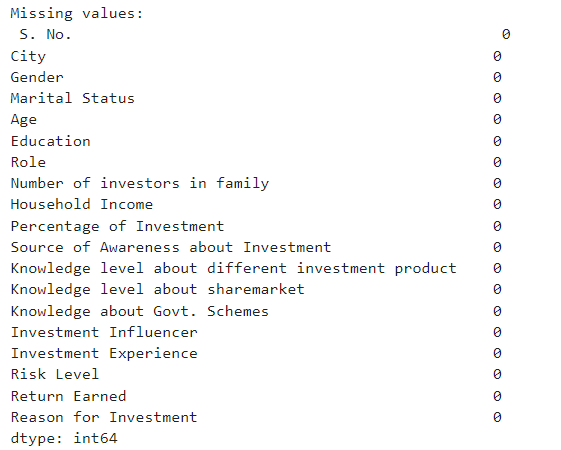 Missing values:
 S. No.                                                 0
City                                                   0
Gender                                                 0
Marital Status                                         0
Age                                                    0
Education                                              0
Role                                                   0
Number of investors in family                          0
Household Income                                       0
Percentage of Investment                               0
Source of Awareness about Investment                   0
Knowledge level about different investment product     0
Knowledge level about sharemarket                      0
Knowledge about Govt. Schemes                          0
Investment Influencer                                  0
Investment Experience                                  0
Risk Level                                             0
Return Earned                                          0
Reason for Investment                                  0
dtype: int64